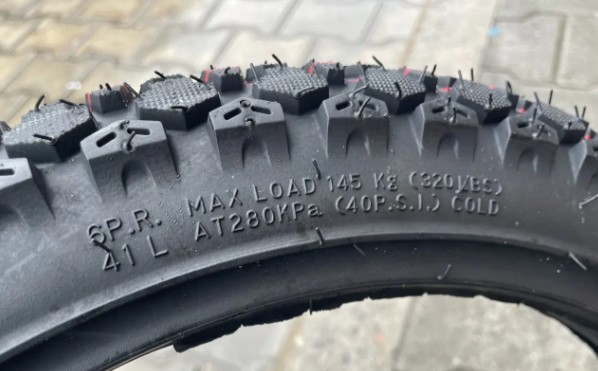 6P.R. MAX LOAD 145 Kg (320LBS)
41 L AT280KPa (40P.S.I.) COLD